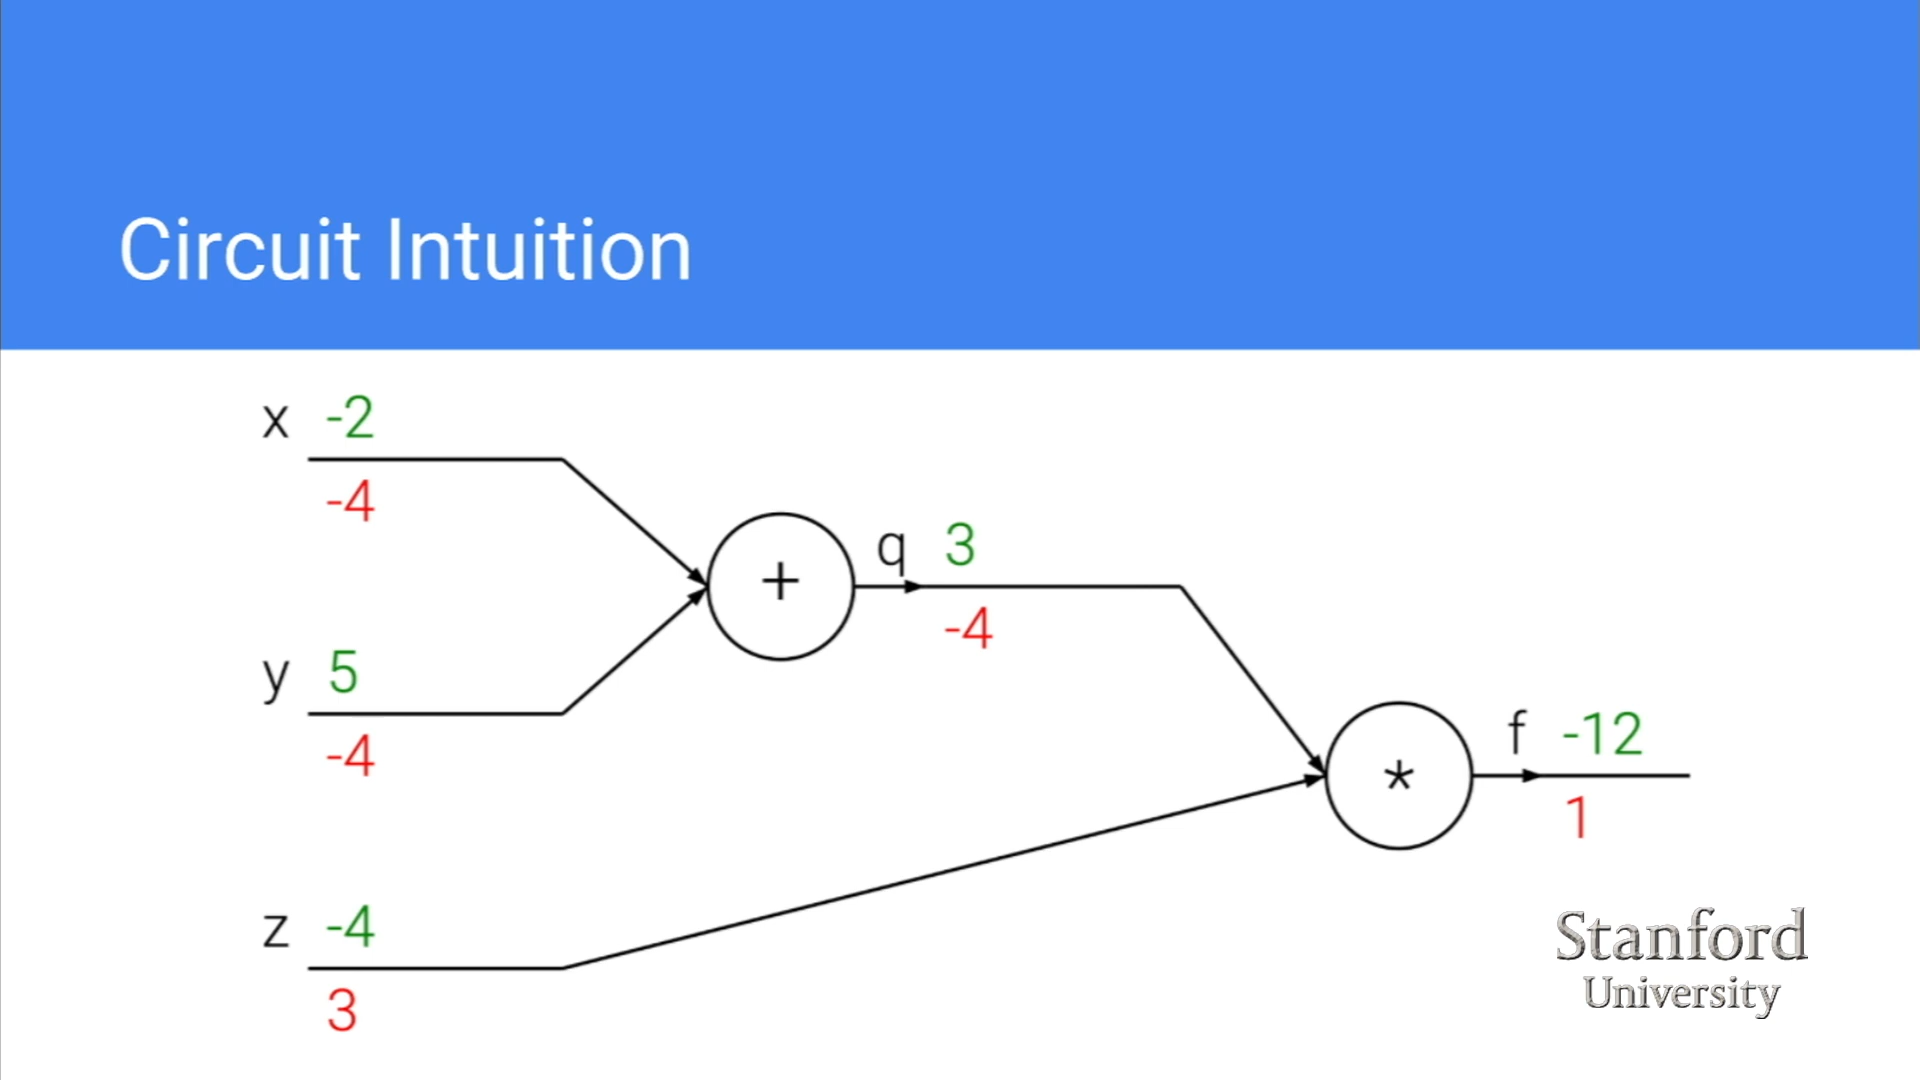 Circuit Intuition
x -2
-4
+
q 3
-4
y 5
-4
*
f -12
1
z -4
3
Stanford
University